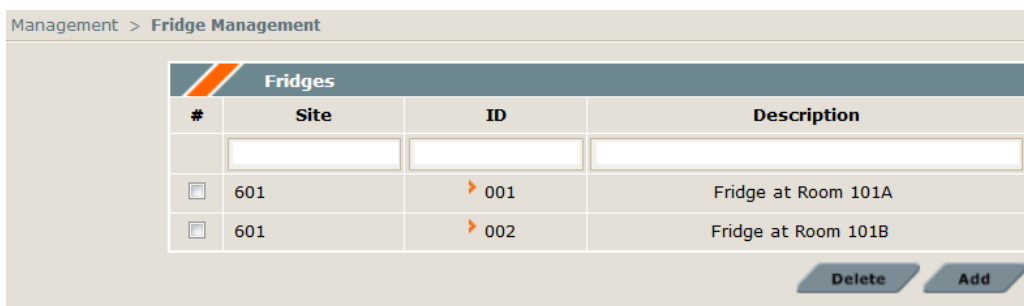 Management > Fridge Management
Fridges
# Site ID Description
601 001 Fridge at Room 101A
601 002 Fridge at Room 101B
Delete Add